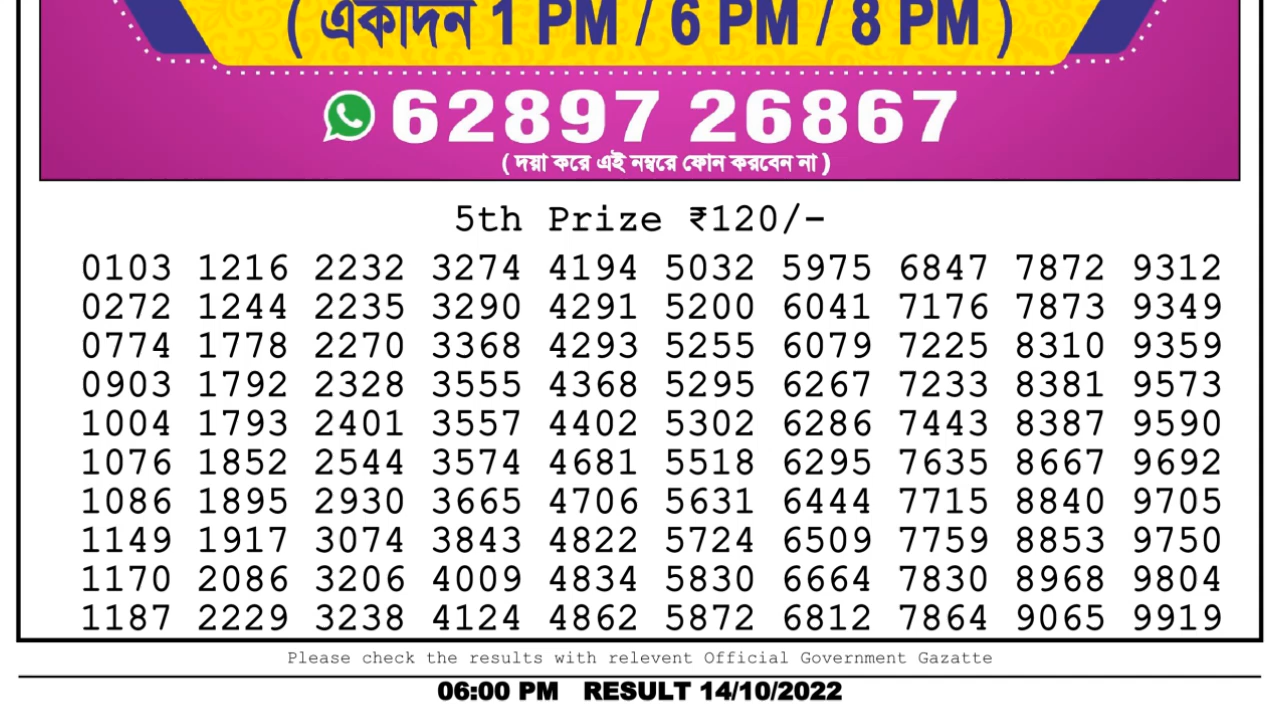 ( একদিন 1 PM / 6 PM / 8 PM )
62897 26867
( দয়া করে এই নম্বরে ফোন করবেন না )
5th Prize ₹120/-
0103 1216 2232 3274 4194 5032 5975 6847 7872 9312
0272 1244 2235 3290 4291 5200 6041 7176 7873 9349
0774 1778 2270 3368 4293 5255 6079 7225 8310 9359
0903 1792 2328 3555 4368 5295 6267 7233 8381 9573
1004 1793 2401 3557 4402 5302 6286 7443 8387 9590
1076 1852 2544 3574 4681 5518 6295 7635 8667 9692
1086 1895 2930 3665 4706 5631 6444 7715 8840 9705
1149 1917 3074 3843 4822 5724 6509 7759 8853 9750
1170 2086 3206 4009 4834 5830 6664 7830 8968 9804
1187 2229 3238 4124 4862 5872 6812 7864 9065 9919
Please check the results with relevent Official Government Gazatte
06:00 PM RESULT 14/10/2022